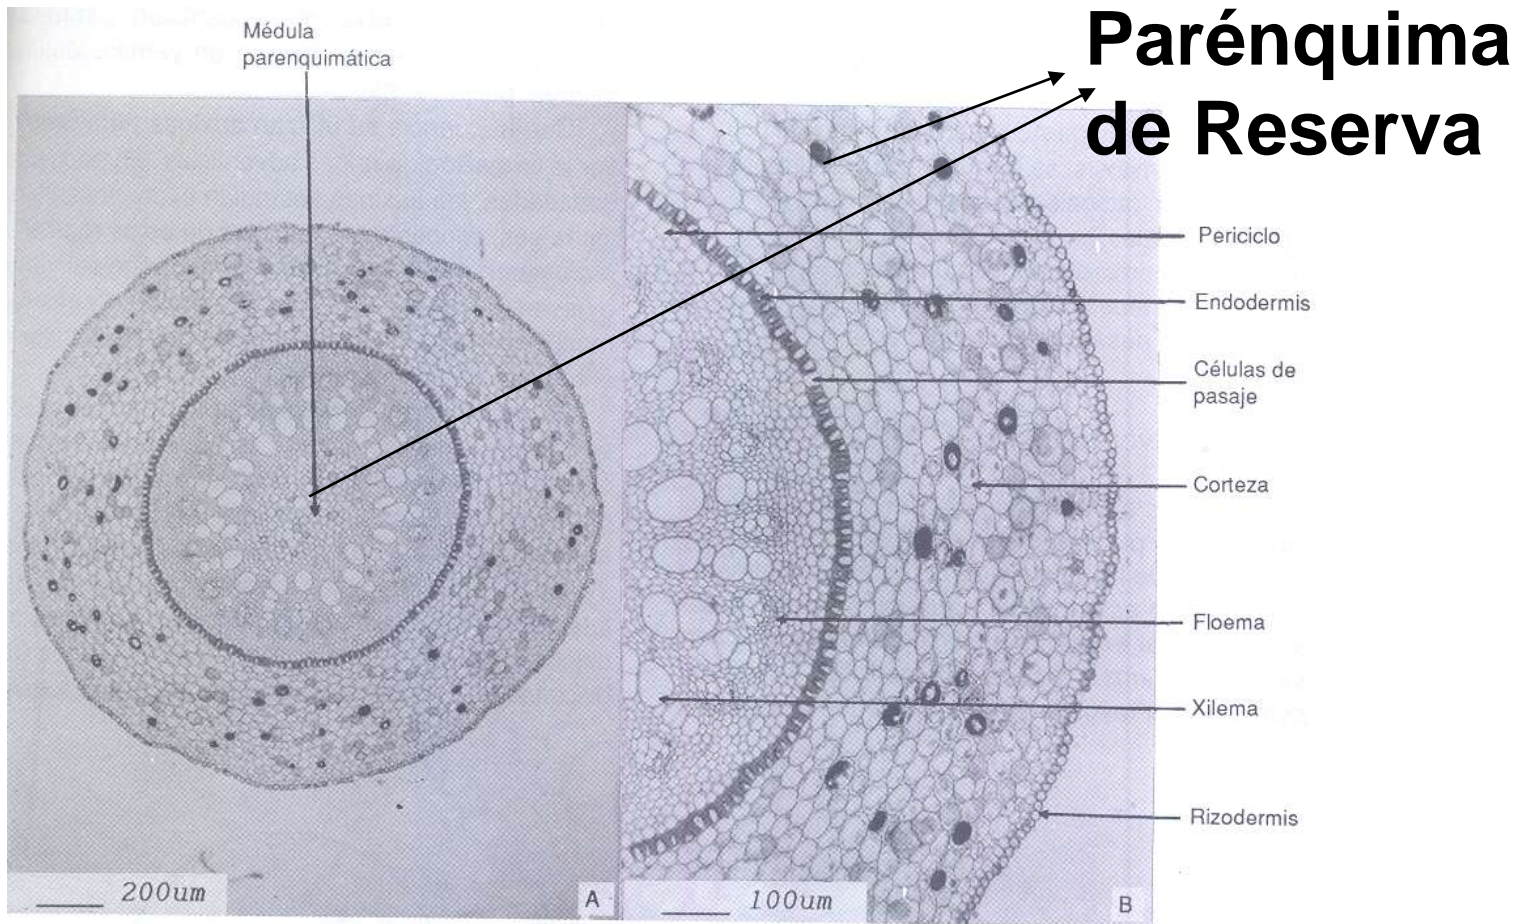 Médula
parenquimática
Parénquima
de Reserva
Periciclo
Endodermis
Células de
pasaje
Corteza
Floema
Xilema
Rizodermis
200um
A
100um
B